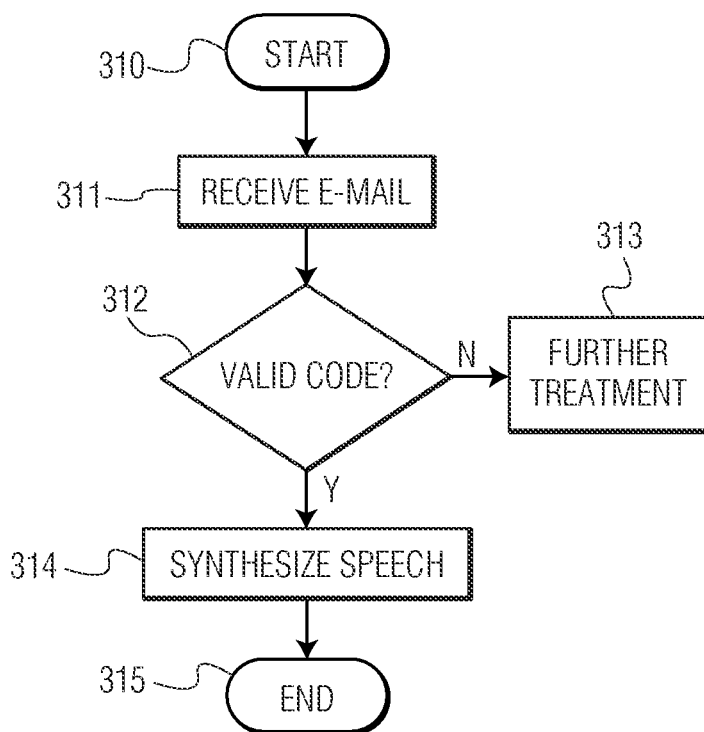 310
START
311
RECEIVE E-MAIL
312
VALID CODE?
N
313
FURTHER
TREATMENT
Y
314
SYNTHESIZE SPEECH
315
END